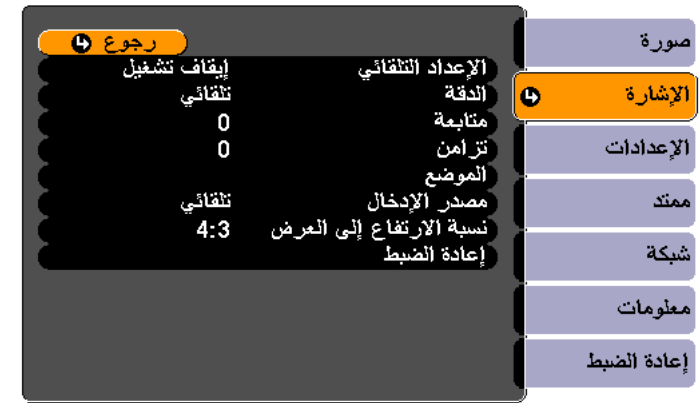 صورة
الإشارة
الإعدادات
ممتد
شبكة
معلومات
إعادة الضبط
رجوع
الإعداد التلقائي إيقاف تشغيل
الدقة تلقائي
متابعة 0
تزامن 0
الموضع
مصدر الإدخال تلقائي
نسبة الارتفاع إلى العرض 4:3
إعادة الضبط